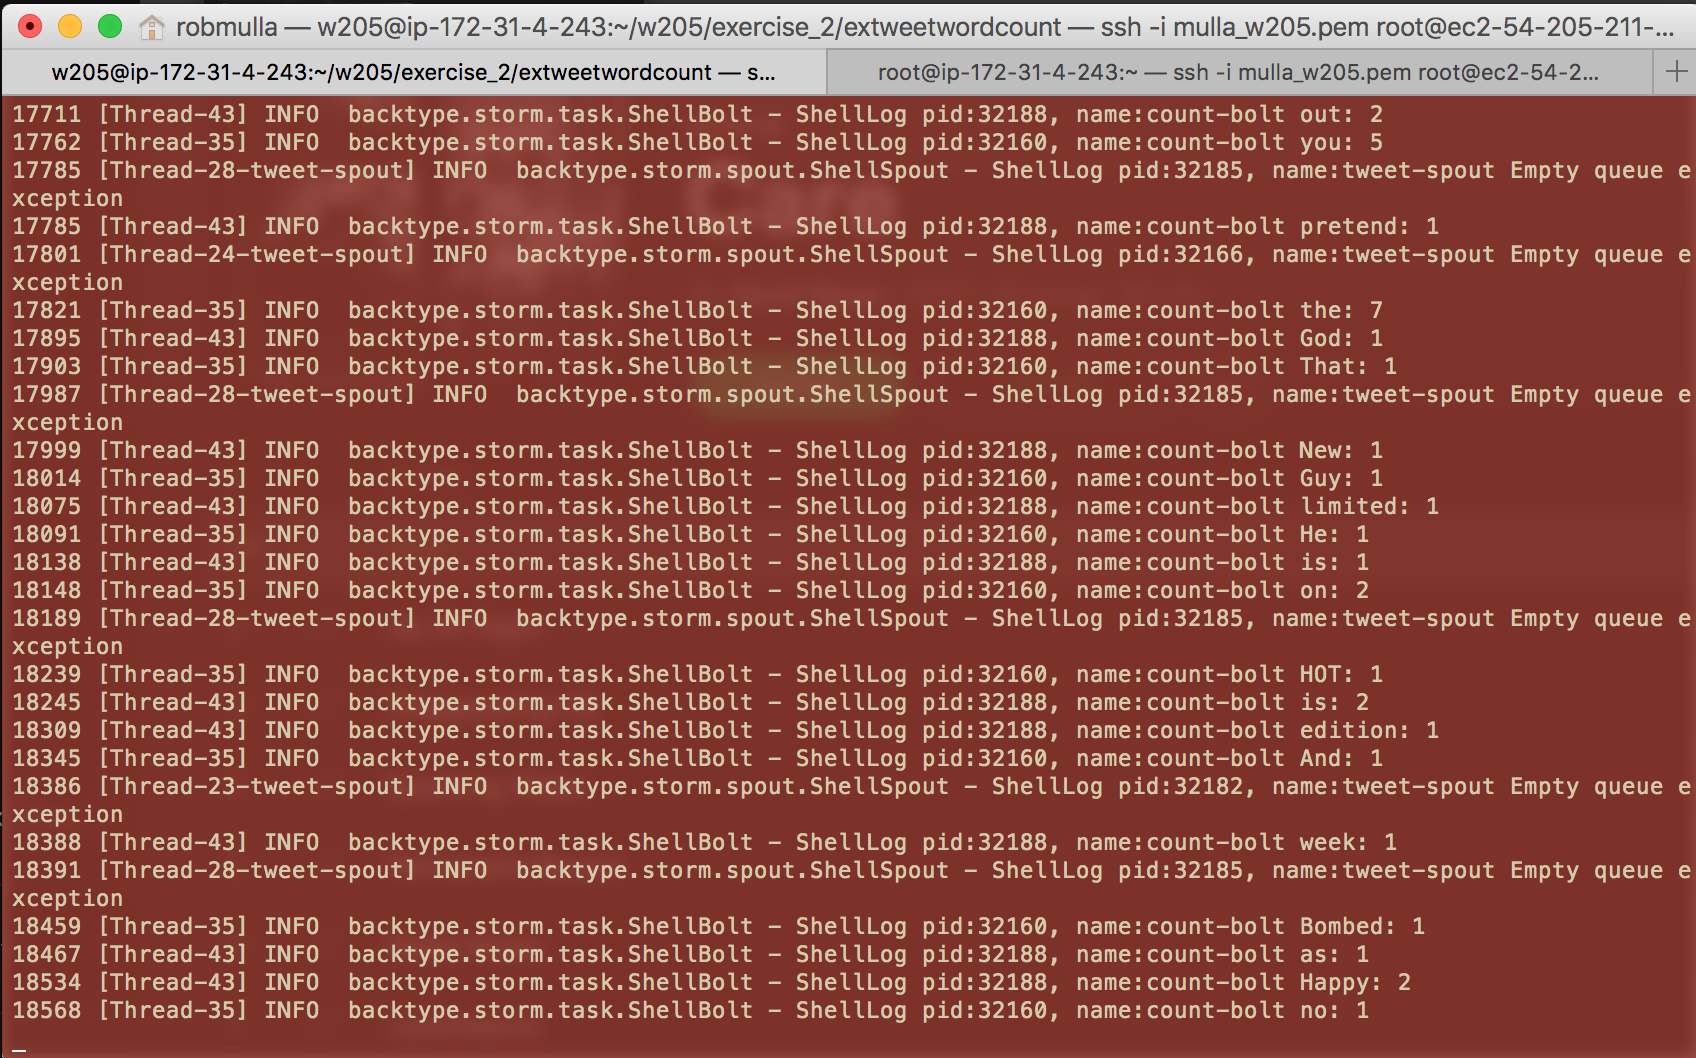 robmulla — w205@ip-172-31-4-243:~/w205/exercise_2/extweetwordcount — ssh -i mulla_w205.pem root@ec2-54-205-211-...
w205@ip-172-31-4-243:~/w205/exercise_2/extweetwordcount — s...
root@ip-172-31-4-243:~ — ssh -i mulla_w205.pem root@ec2-54-2...
17711 [Thread-43] INFO  backtype.storm.task.ShellBolt - ShellLog pid:32188, name:count-bolt out: 2
17762 [Thread-35] INFO  backtype.storm.task.ShellBolt - ShellLog pid:32160, name:count-bolt you: 5
17785 [Thread-28-tweet-spout] INFO  backtype.storm.spout.ShellSpout - ShellLog pid:32185, name:tweet-spout Empty queue e
xception
17785 [Thread-43] INFO  backtype.storm.task.ShellBolt - ShellLog pid:32188, name:count-bolt pretend: 1
17801 [Thread-24-tweet-spout] INFO  backtype.storm.spout.ShellSpout - ShellLog pid:32166, name:tweet-spout Empty queue e
xception
17821 [Thread-35] INFO  backtype.storm.task.ShellBolt - ShellLog pid:32160, name:count-bolt the: 7
17895 [Thread-43] INFO  backtype.storm.task.ShellBolt - ShellLog pid:32188, name:count-bolt God: 1
17903 [Thread-35] INFO  backtype.storm.task.ShellBolt - ShellLog pid:32160, name:count-bolt That: 1
17987 [Thread-28-tweet-spout] INFO  backtype.storm.spout.ShellSpout - ShellLog pid:32185, name:tweet-spout Empty queue e
xception
17999 [Thread-43] INFO  backtype.storm.task.ShellBolt - ShellLog pid:32188, name:count-bolt New: 1
18014 [Thread-35] INFO  backtype.storm.task.ShellBolt - ShellLog pid:32160, name:count-bolt Guy: 1
18075 [Thread-43] INFO  backtype.storm.task.ShellBolt - ShellLog pid:32188, name:count-bolt limited: 1
18091 [Thread-35] INFO  backtype.storm.task.ShellBolt - ShellLog pid:32160, name:count-bolt He: 1
18138 [Thread-43] INFO  backtype.storm.task.ShellBolt - ShellLog pid:32188, name:count-bolt is: 1
18148 [Thread-35] INFO  backtype.storm.task.ShellBolt - ShellLog pid:32160, name:count-bolt on: 2
18189 [Thread-28-tweet-spout] INFO  backtype.storm.spout.ShellSpout - ShellLog pid:32185, name:tweet-spout Empty queue e
xception
18239 [Thread-35] INFO  backtype.storm.task.ShellBolt - ShellLog pid:32160, name:count-bolt HOT: 1
18245 [Thread-43] INFO  backtype.storm.task.ShellBolt - ShellLog pid:32188, name:count-bolt is: 2
18309 [Thread-43] INFO  backtype.storm.task.ShellBolt - ShellLog pid:32188, name:count-bolt edition: 1
18345 [Thread-35] INFO  backtype.storm.task.ShellBolt - ShellLog pid:32160, name:count-bolt And: 1
18386 [Thread-23-tweet-spout] INFO  backtype.storm.spout.ShellSpout - ShellLog pid:32182, name:tweet-spout Empty queue e
xception
18388 [Thread-43] INFO  backtype.storm.task.ShellBolt - ShellLog pid:32188, name:count-bolt week: 1
18391 [Thread-28-tweet-spout] INFO  backtype.storm.spout.ShellSpout - ShellLog pid:32185, name:tweet-spout Empty queue e
xception
18459 [Thread-35] INFO  backtype.storm.task.ShellBolt - ShellLog pid:32160, name:count-bolt Bombed: 1
18467 [Thread-43] INFO  backtype.storm.task.ShellBolt - ShellLog pid:32188, name:count-bolt as: 1
18534 [Thread-43] INFO  backtype.storm.task.ShellBolt - ShellLog pid:32188, name:count-bolt Happy: 2
18568 [Thread-35] INFO  backtype.storm.task.ShellBolt - ShellLog pid:32160, name:count-bolt no: 1